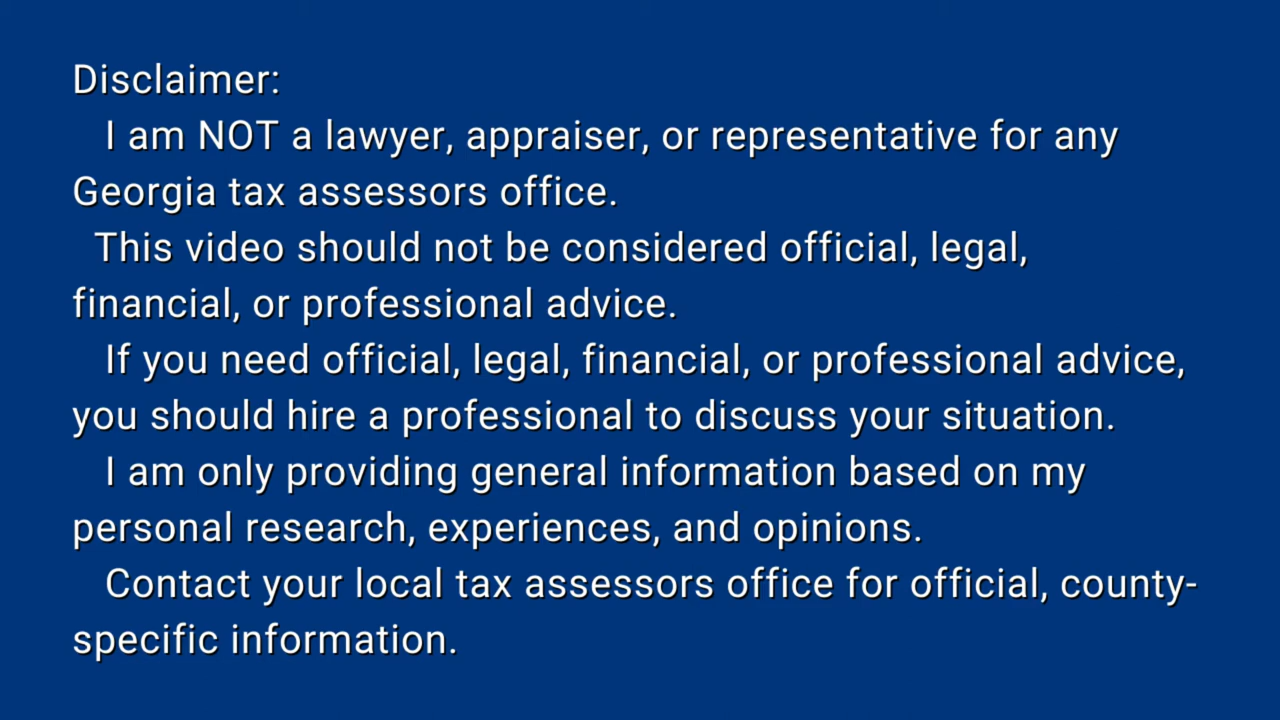 Disclaimer:
I am NOT a lawyer, appraiser, or representative for any
Georgia tax assessors office.
This video should not be considered official, legal,
financial, or professional advice.
If you need official, legal, financial, or professional advice,
you should hire a professional to discuss your situation.
I am only providing general information based on my
personal research, experiences, and opinions.
Contact your local tax assessors office for official, county-
specific information.